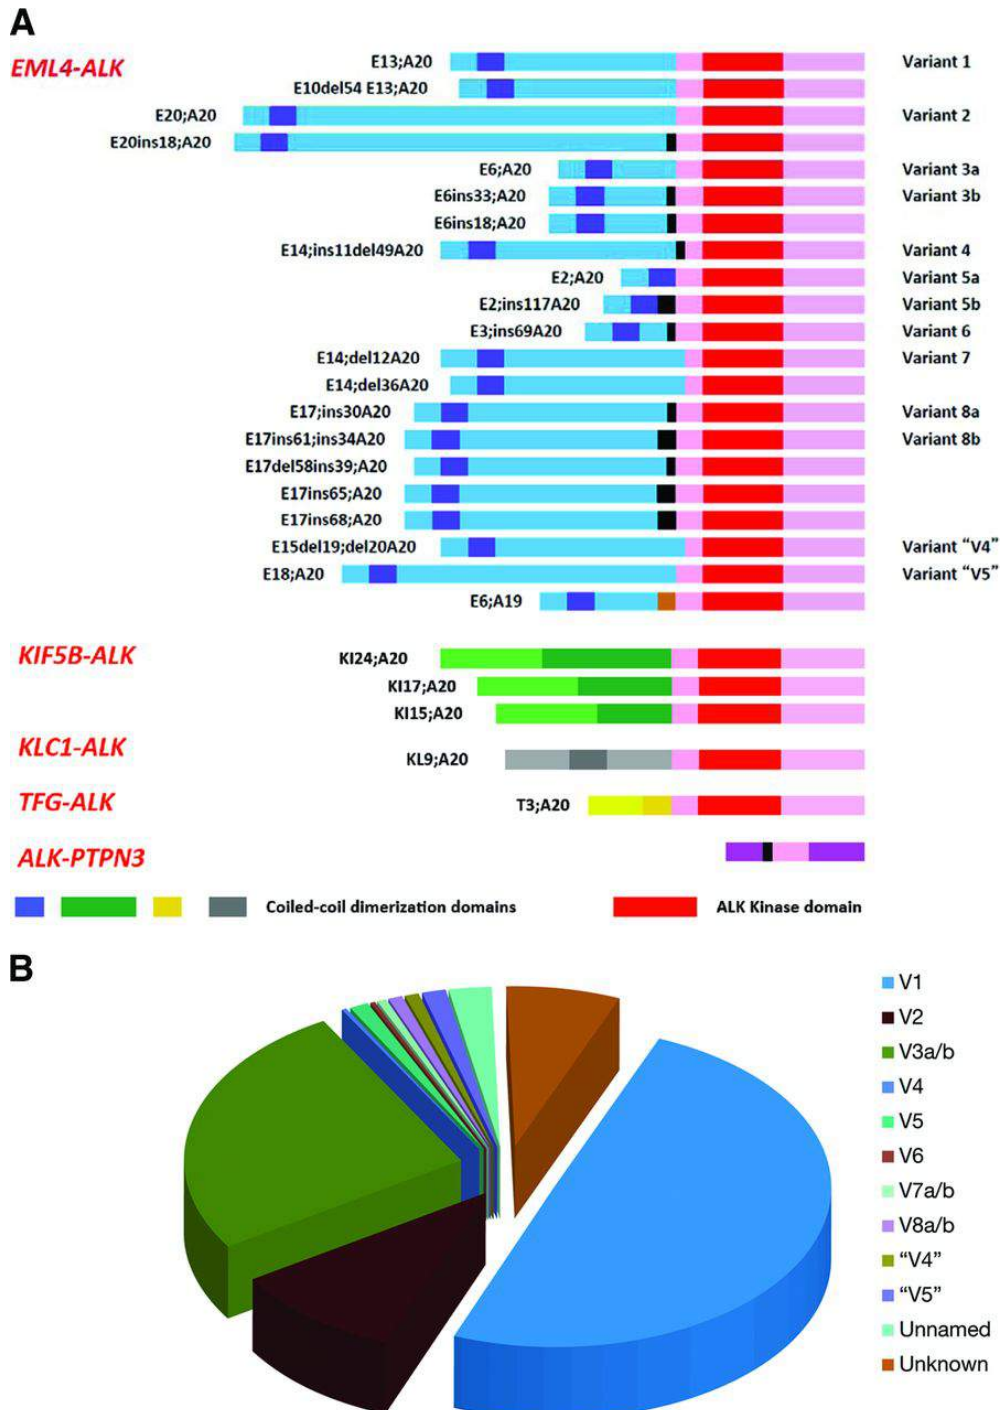 A
EML4-ALK
E13;A20 Variant 1
E10del54 E13;A20
E20;A20 Variant 2
E20ins18;A20
E6;A20 Variant 3a
E6ins33;A20 Variant 3b
E6ins18;A20
E14;ins11del49A20 Variant 4
E2;A20 Variant 5a
E2;ins117A20 Variant 5b
E3;ins69A20 Variant 6
E14;del12A20 Variant 7
E14;del36A20
E17;ins30A20 Variant 8a
E17ins61;ins34A20 Variant 8b
E17del58ins39;A20
E17ins65;A20
E17ins68;A20
E15del19;del20A20 Variant “V4”
E18;A20 Variant “V5”
E6;A19
KIF5B-ALK
KI24;A20
KI17;A20
KI15;A20
KLC1-ALK
KL9;A20
TFG-ALK
T3;A20
ALK-PTPN3
Coiled-coil dimerization domains ALK Kinase domain
B
V1
V2
V3a/b
V4
V5
V6
V7a/b
V8a/b
“V4”
“V5”
Unnamed
Unknown